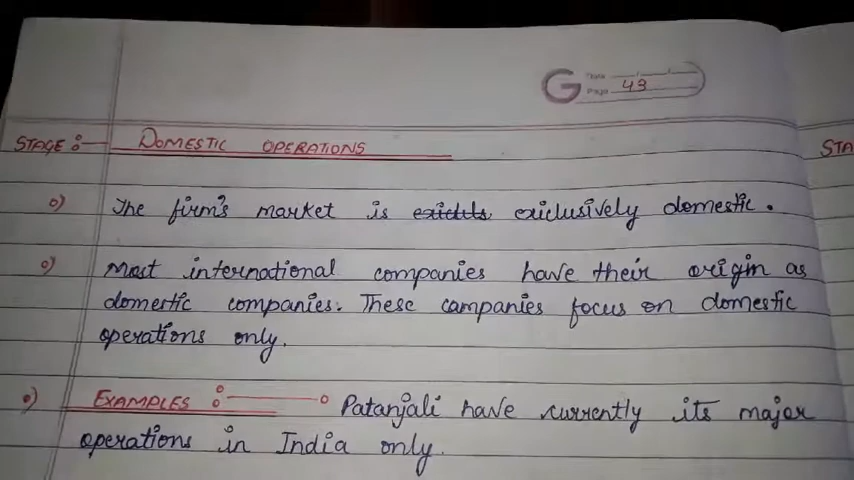 G Date
Page 43
STAGE :- DOMESTIC OPERATIONS
STA
o) The firm's market is exiclusively domestic.
o) Most international companies have their origin as
domestic companies. These companies focus on domestic
operations only.
o) EXAMPLES : Patanjali have currently its major
operations in India only.